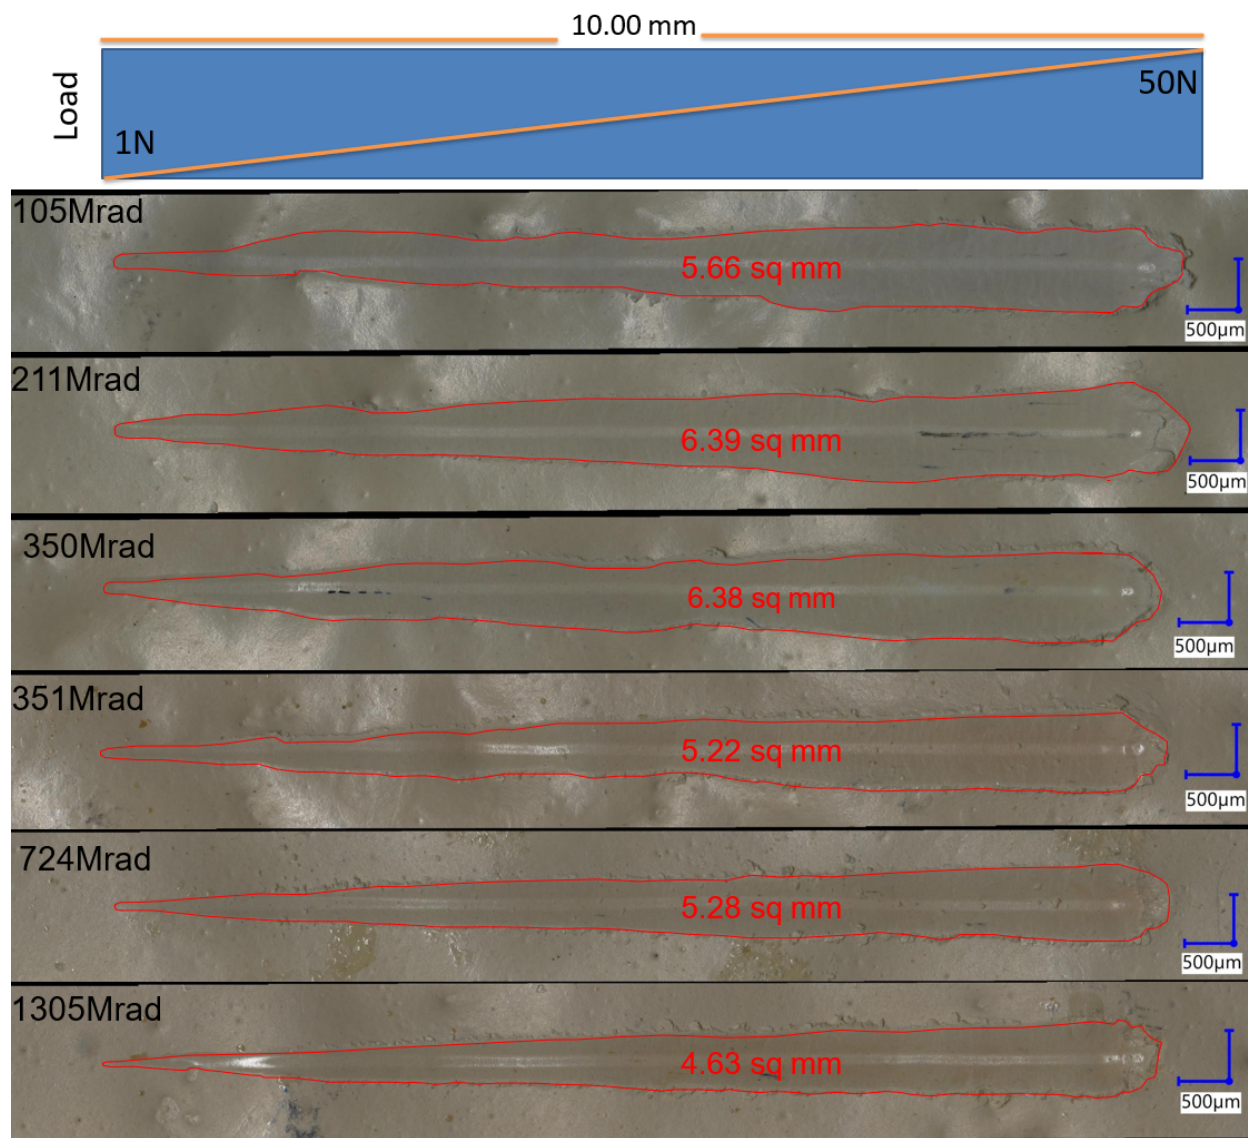 10.00 mm
Load
1N
50N
105Mrad
5.66 sq mm
500µm
211Mrad
6.39 sq mm
500µm
350Mrad
6.38 sq mm
500µm
351Mrad
5.22 sq mm
500µm
724Mrad
5.28 sq mm
500µm
1305Mrad
4.63 sq mm
500µm